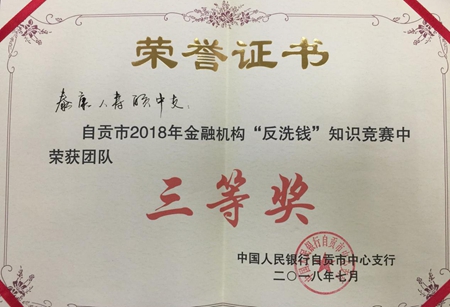 荣誉证书
泰康人寿 中支：
自贡市2018年金融机构“反洗钱”知识竞赛中
荣获团队
三等奖
中国人民银行自贡市中心支行
二〇一八年七月